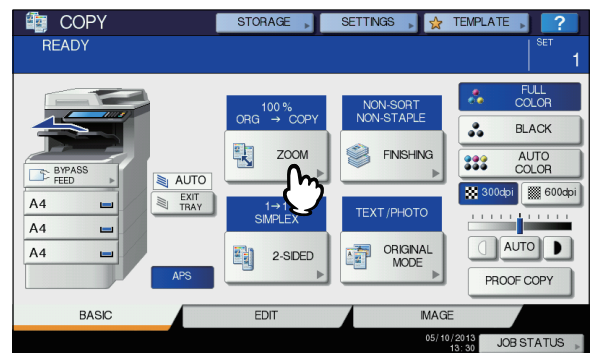 COPY
STORAGE
SETTINGS
TEMPLATE
?
READY
SET
1
100 %
ORG → COPY
ZOOM
NON-SORT
NON-STAPLE
FINISHING
FULL
COLOR
BLACK
AUTO
COLOR
300dpi
600dpi
BYPASS
FEED
A4
A4
A4
AUTO
EXIT
TRAY
APS
1→1
SIMPLEX
2-SIDED
TEXT/PHOTO
ORIGINAL
MODE
AUTO
PROOF COPY
BASIC
EDIT
IMAGE
05/10/2013
13:30
JOB STATUS